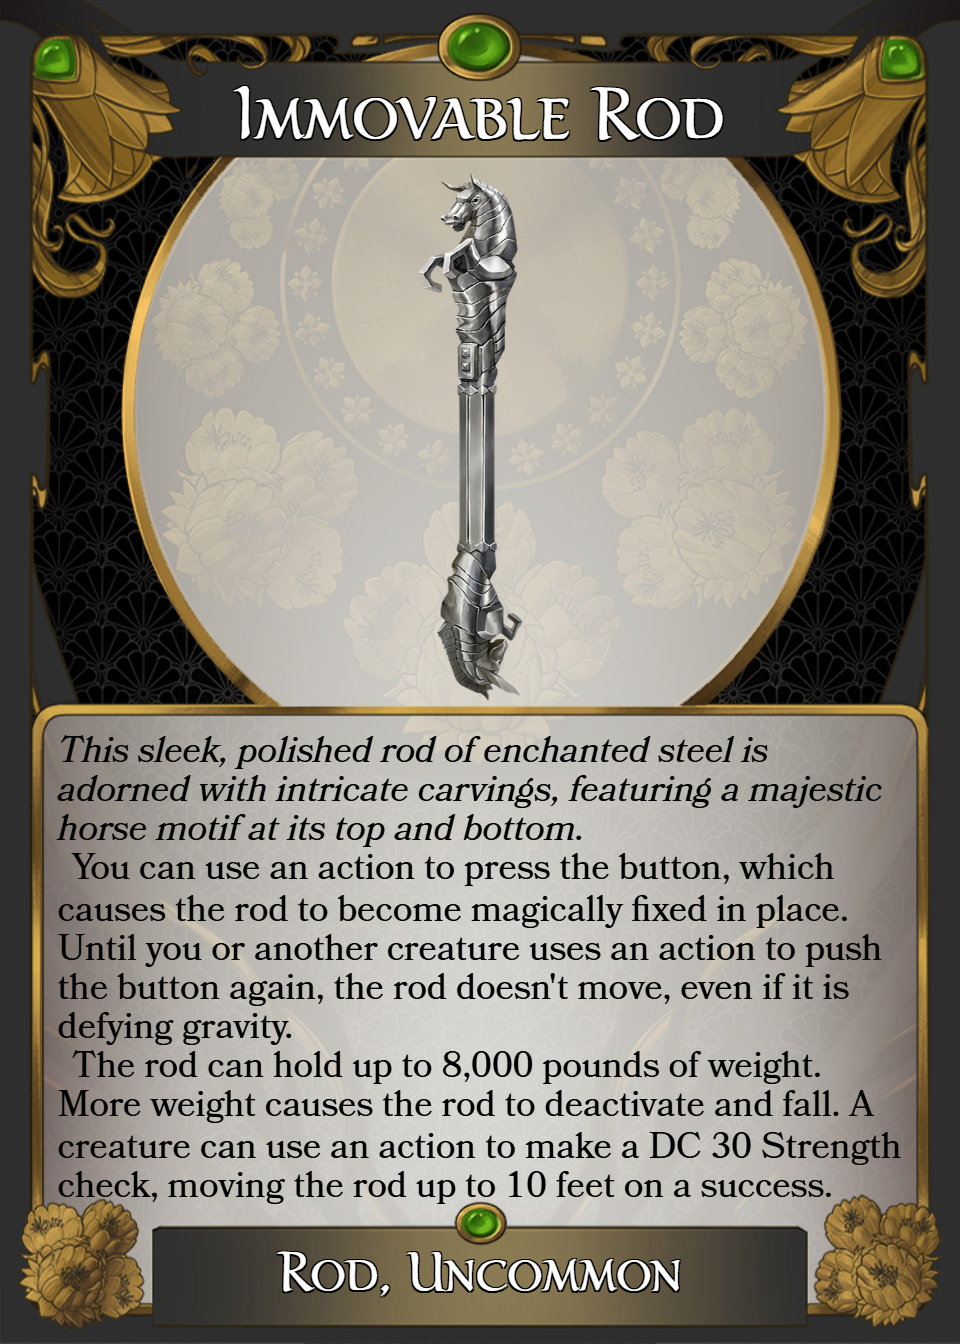 Immovable Rod
This sleek, polished rod of enchanted steel is
adorned with intricate carvings, featuring a majestic
horse motif at its top and bottom.
You can use an action to press the button, which
causes the rod to become magically fixed in place.
Until you or another creature uses an action to push
the button again, the rod doesn't move, even if it is
defying gravity.
The rod can hold up to 8,000 pounds of weight.
More weight causes the rod to deactivate and fall. A
creature can use an action to make a DC 30 Strength
check, moving the rod up to 10 feet on a success.
Rod, Uncommon